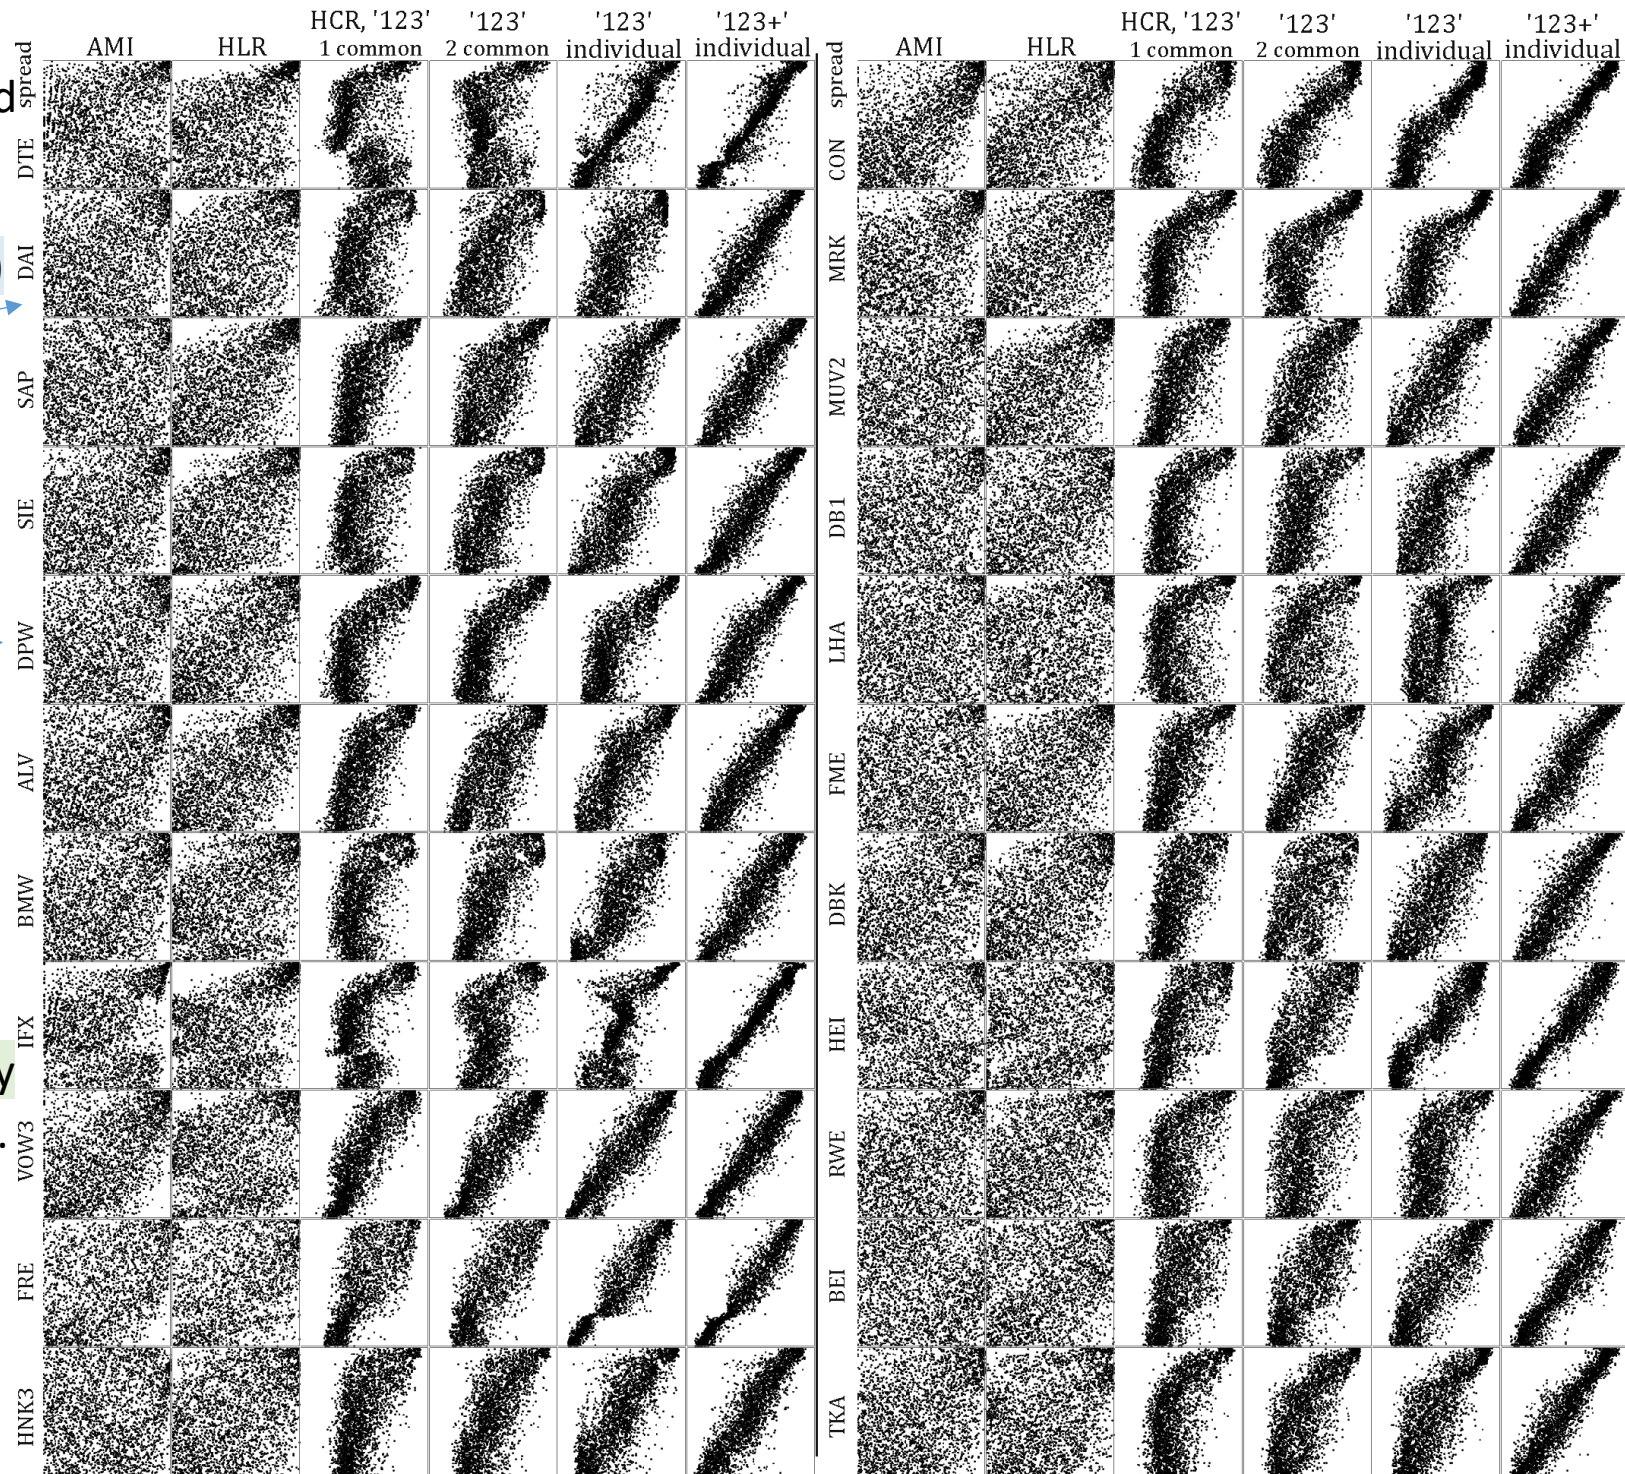 HCR, '123' '123' '123' '123+' HCR, '123' '123' '123' '123+'
AMI HLR 1 common 2 common individual individual AMI HLR 1 common 2 common individual individual
spread spread
d
DTE CON
DAI MRK
SAP MUV2
SIE DB1
DPW LHA
ALV FME
BMW DBK
IFX HEI
y
.
VOW3 RWE
FRE BEI
HNK3 TKA